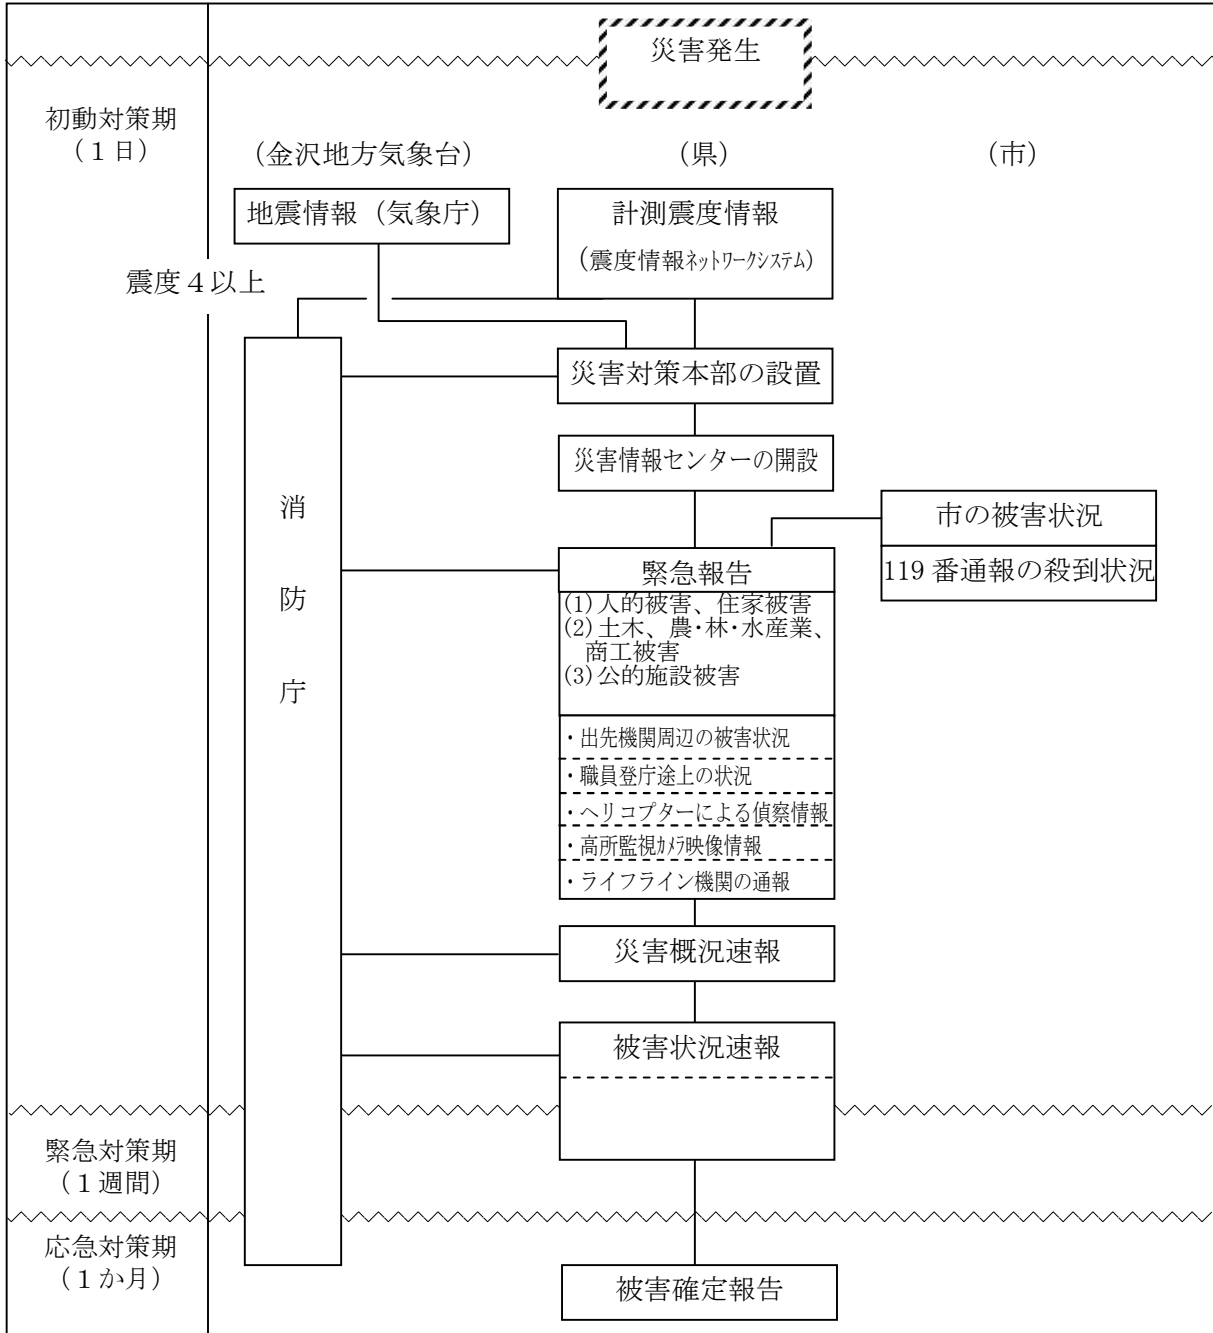 災害発生
初動対策期
(１日)
(金沢地方気象台)
(県)
(市)
地震情報（気象庁）
計測震度情報
(震度情報ネットワークシステム)
震度４以上
災害対策本部の設置
災害情報センターの開設
消防庁
市の被害状況
119番通報の殺到状況
緊急報告
(1)人的被害、住家被害
(2)土木、農・林・水産業、
商工被害
(3)公的施設被害
・出先機関周辺の被害状況
・職員登庁途上の状況
・ヘリコプターによる偵察情報
・高所監視カメラ映像情報
・ライフライン機関の通報
災害概況速報
被害状況速報
緊急対策期
(１週間)
応急対策期
(１か月)
被害確定報告